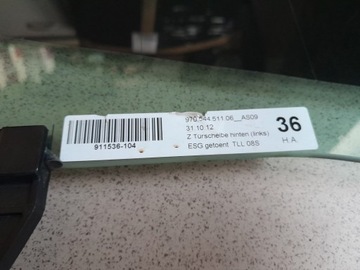 970.544.511.06__AS09
31.10.12
Z Türscheibe hinten (links)
ESG getoent TLL 08S
911536-104
36
H.A.